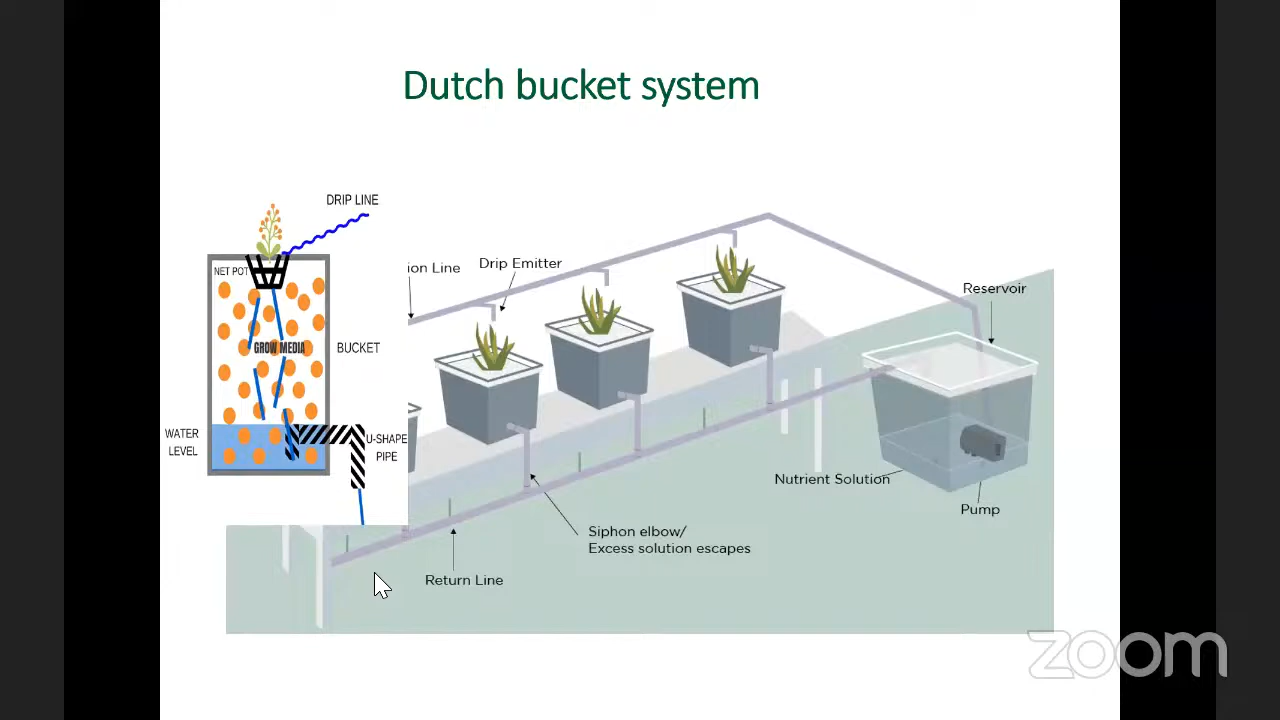 Dutch bucket system
DRIP LINE
NET POT
GROW MEDIA
BUCKET
WATER
LEVEL
U-SHAPE
PIPE
ion Line
Drip Emitter
Reservoir
Nutrient Solution
Pump
Siphon elbow/
Excess solution escapes
Return Line
zoom